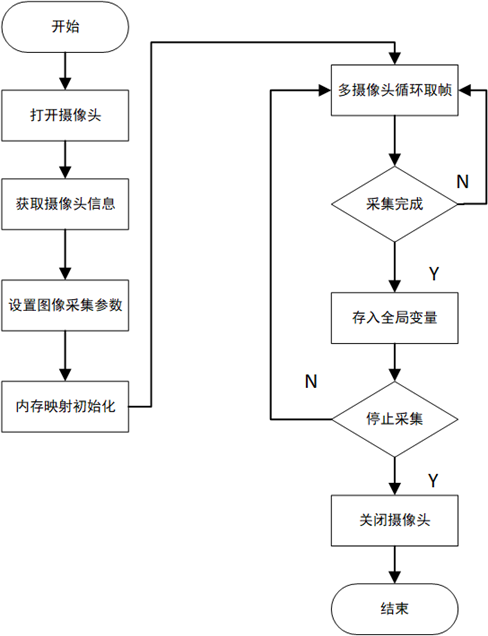 开始
打开摄像头
获取摄像头信息
设置图像采集参数
内存映射初始化
多摄像头循环取帧
采集完成
N
Y
存入全局变量
N
停止采集
Y
关闭摄像头
结束